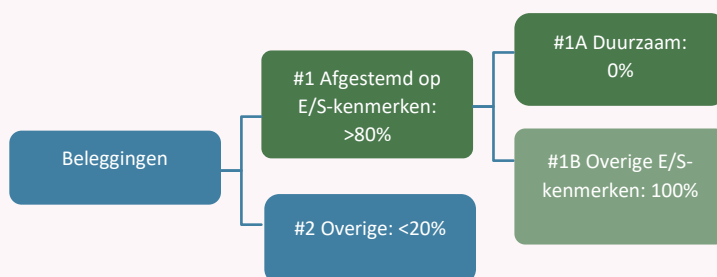 Beleggingen
#1 Afgestemd op
E/S-kenmerken:
>80%
#2 Overige: <20%
#1A Duurzaam:
0%
#1B Overige E/S-
kenmerken: 100%